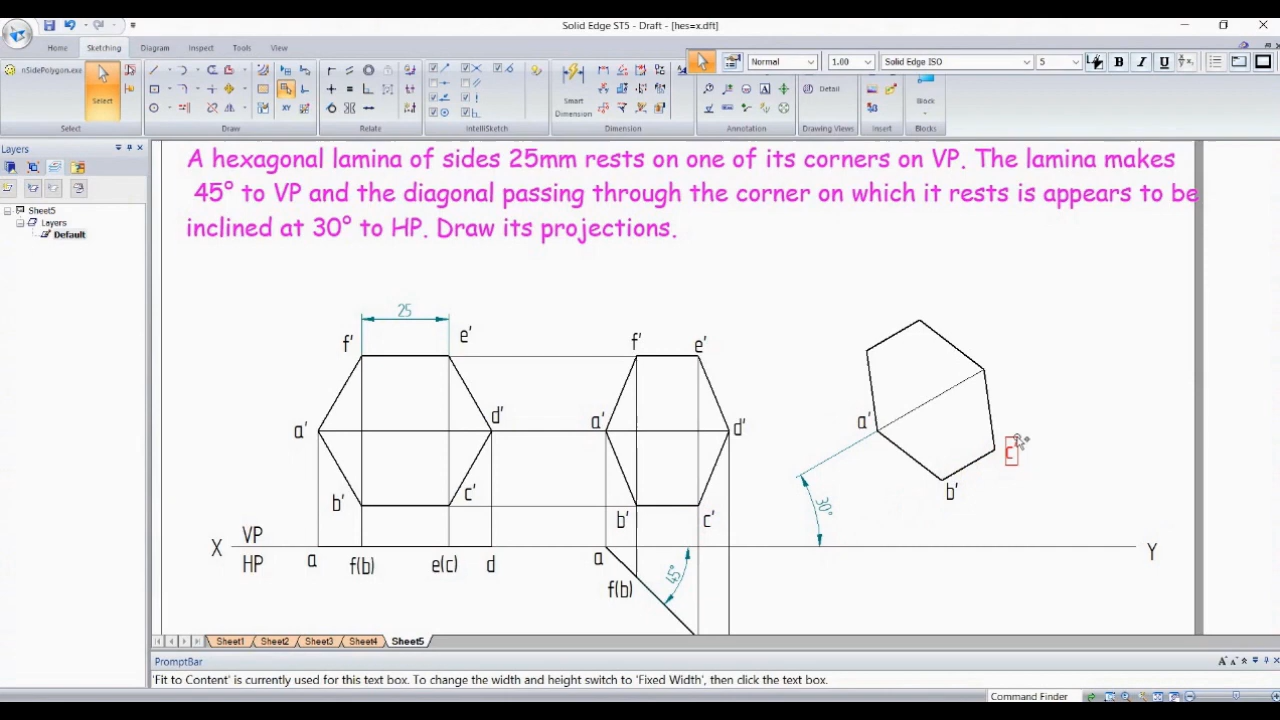 Solid Edge ST5 - Draft - [hes=x.dft]
Home Sketching Diagram Inspect Tools View
nSidePolygon.exe
Select
Smart Dimension
Normal 1.00 Solid Edge ISO 5 B I U
Detail
Block
Select Draw Relate IntelliSketch Dimension Annotation Drawing Views Insert Blocks
Layers
Sheet5
Layers
Default
A hexagonal lamina of sides 25mm rests on one of its corners on VP. The lamina makes
45° to VP and the diagonal passing through the corner on which it rests is appears to be
inclined at 30° to HP. Draw its projections.
25
f' e' f' e'
a' d' a' d' a'
c'
b' c' b' c' b'
30°
X VP Y
HP a f(b) e(c) d a
f(b) 45°
Sheet1 Sheet2 Sheet3 Sheet4 Sheet5
PromptBar
'Fit to Content' is currently used for this text box. To change the width and height switch to 'Fixed Width', then click the text box.
Command Finder